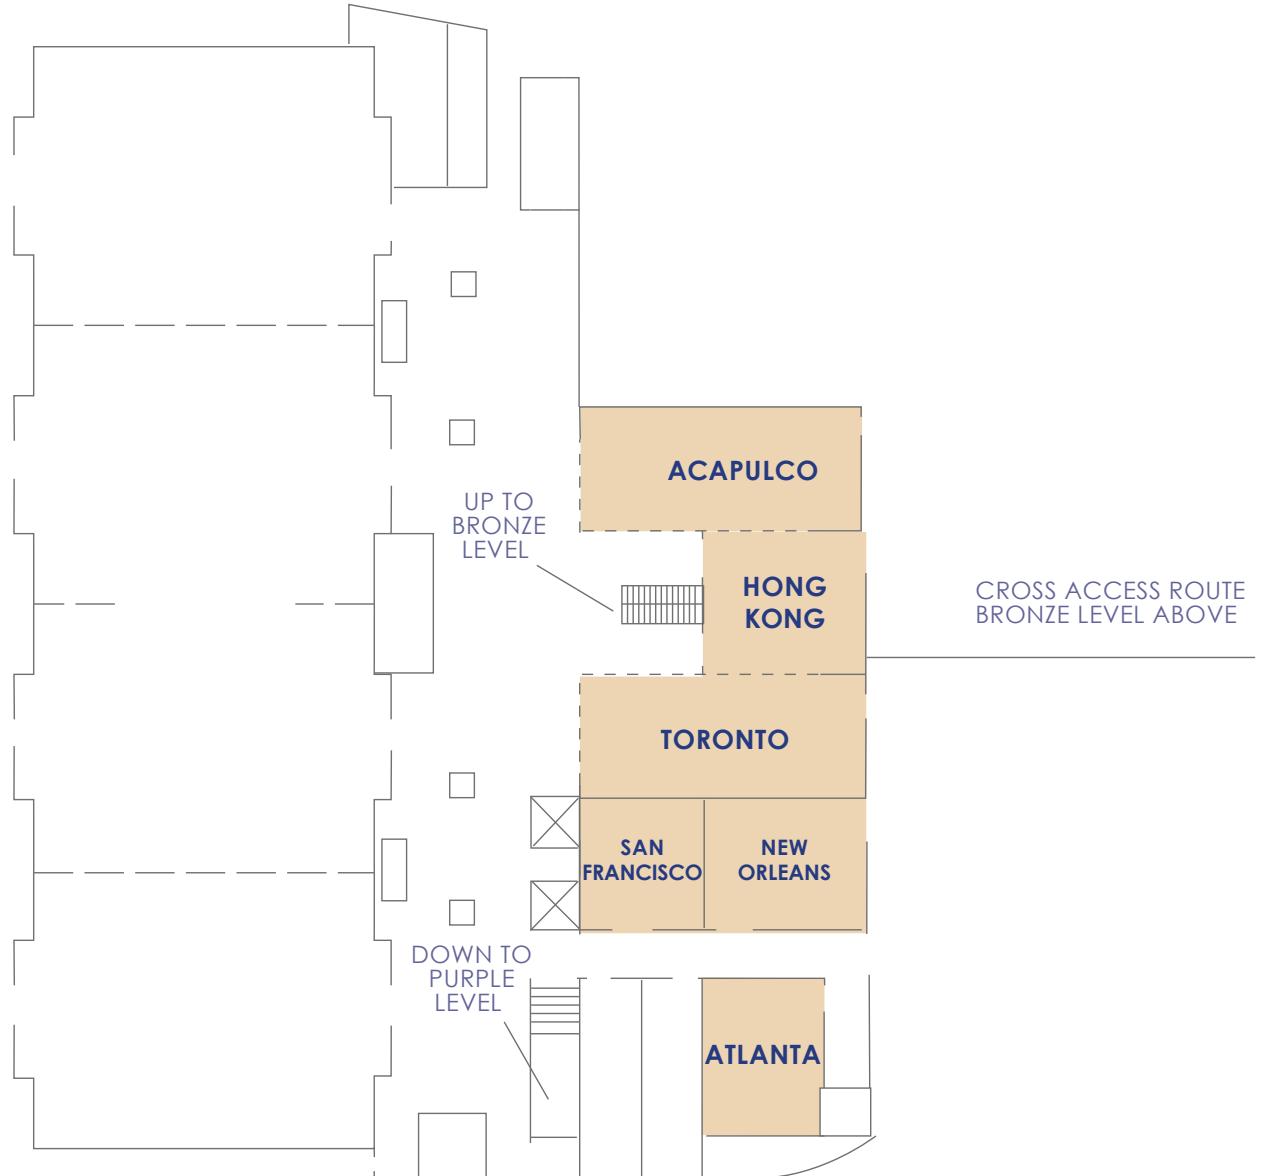 ACAPULCO
UP TO
BRONZE
LEVEL
HONG
KONG
CROSS ACCESS ROUTE
BRONZE LEVEL ABOVE
TORONTO
SAN
FRANCISCO
NEW
ORLEANS
DOWN TO
PURPLE
LEVEL
ATLANTA